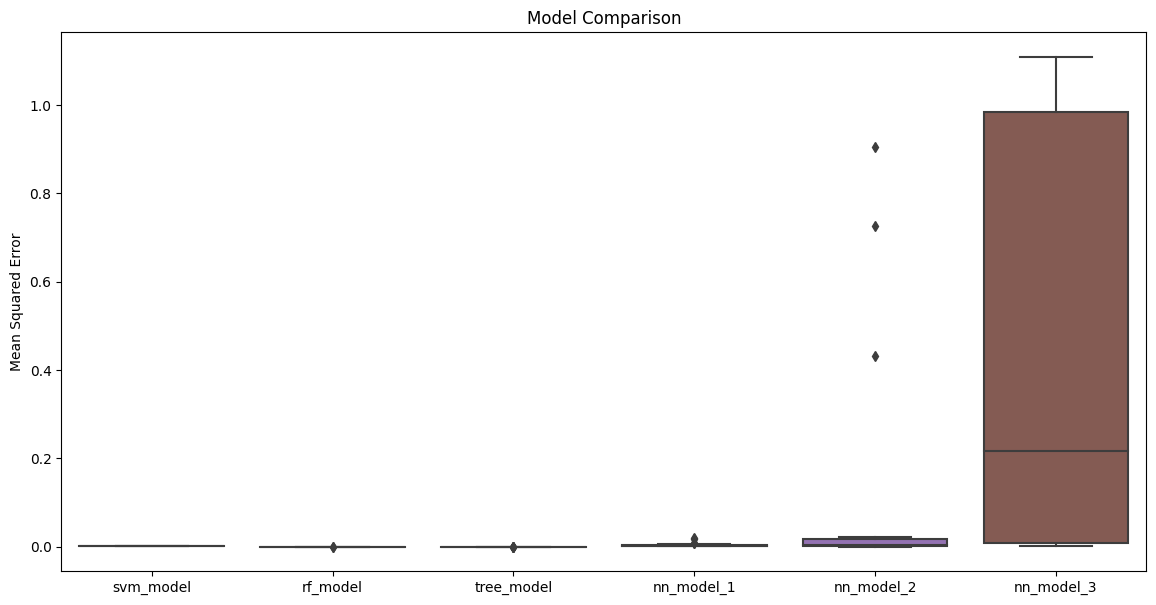 Model Comparison
Mean Squared Error
1.0
0.8
0.6
0.4
0.2
0.0
svm_model rf_model tree_model nn_model_1 nn_model_2 nn_model_3